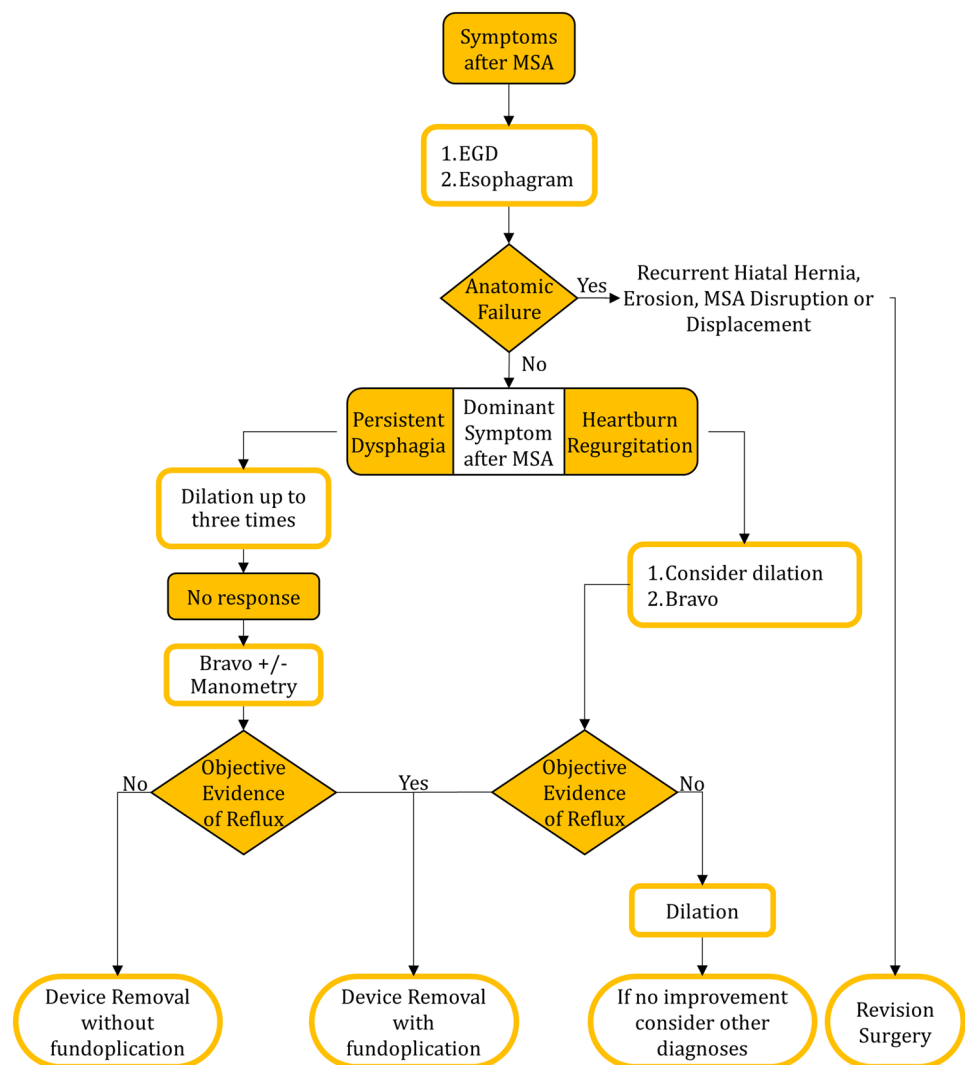 Symptoms
after MSA
1.EGD
2.Esophagram
Anatomic
Failure
Yes
Recurrent Hiatal Hernia,
Erosion, MSA Disruption or
Displacement
No
Persistent
Dysphagia
Dominant
Symptom
after MSA
Heartburn
Regurgitation
Dilation up to
three times
No response
Bravo +/-
Manometry
1.Consider dilation
2.Bravo
No
Objective
Evidence
of Reflux
Yes
Objective
Evidence
of Reflux
No
Dilation
Device Removal
without
fundoplication
Device Removal
with
fundoplication
If no improvement
consider other
diagnoses
Revision
Surgery